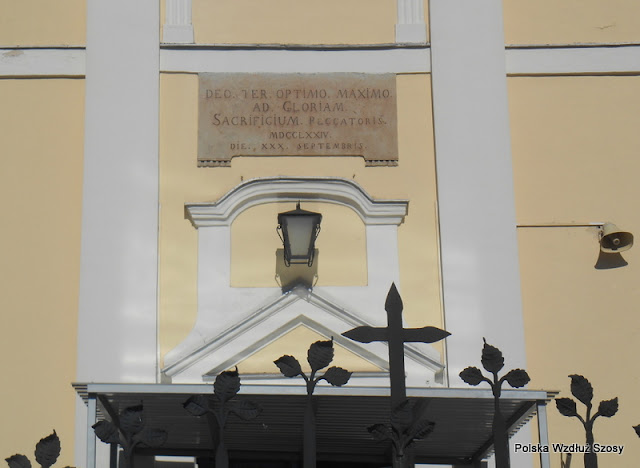 DEO. TER. OPTIMO. MAXIMO
AD. GLORIAM.
SACRIFICIUM. PECCATORIS.
MDCCLXXIV.
DIE. XXX. SEPTEMBRIS
Polska Wzdłuż Szosy